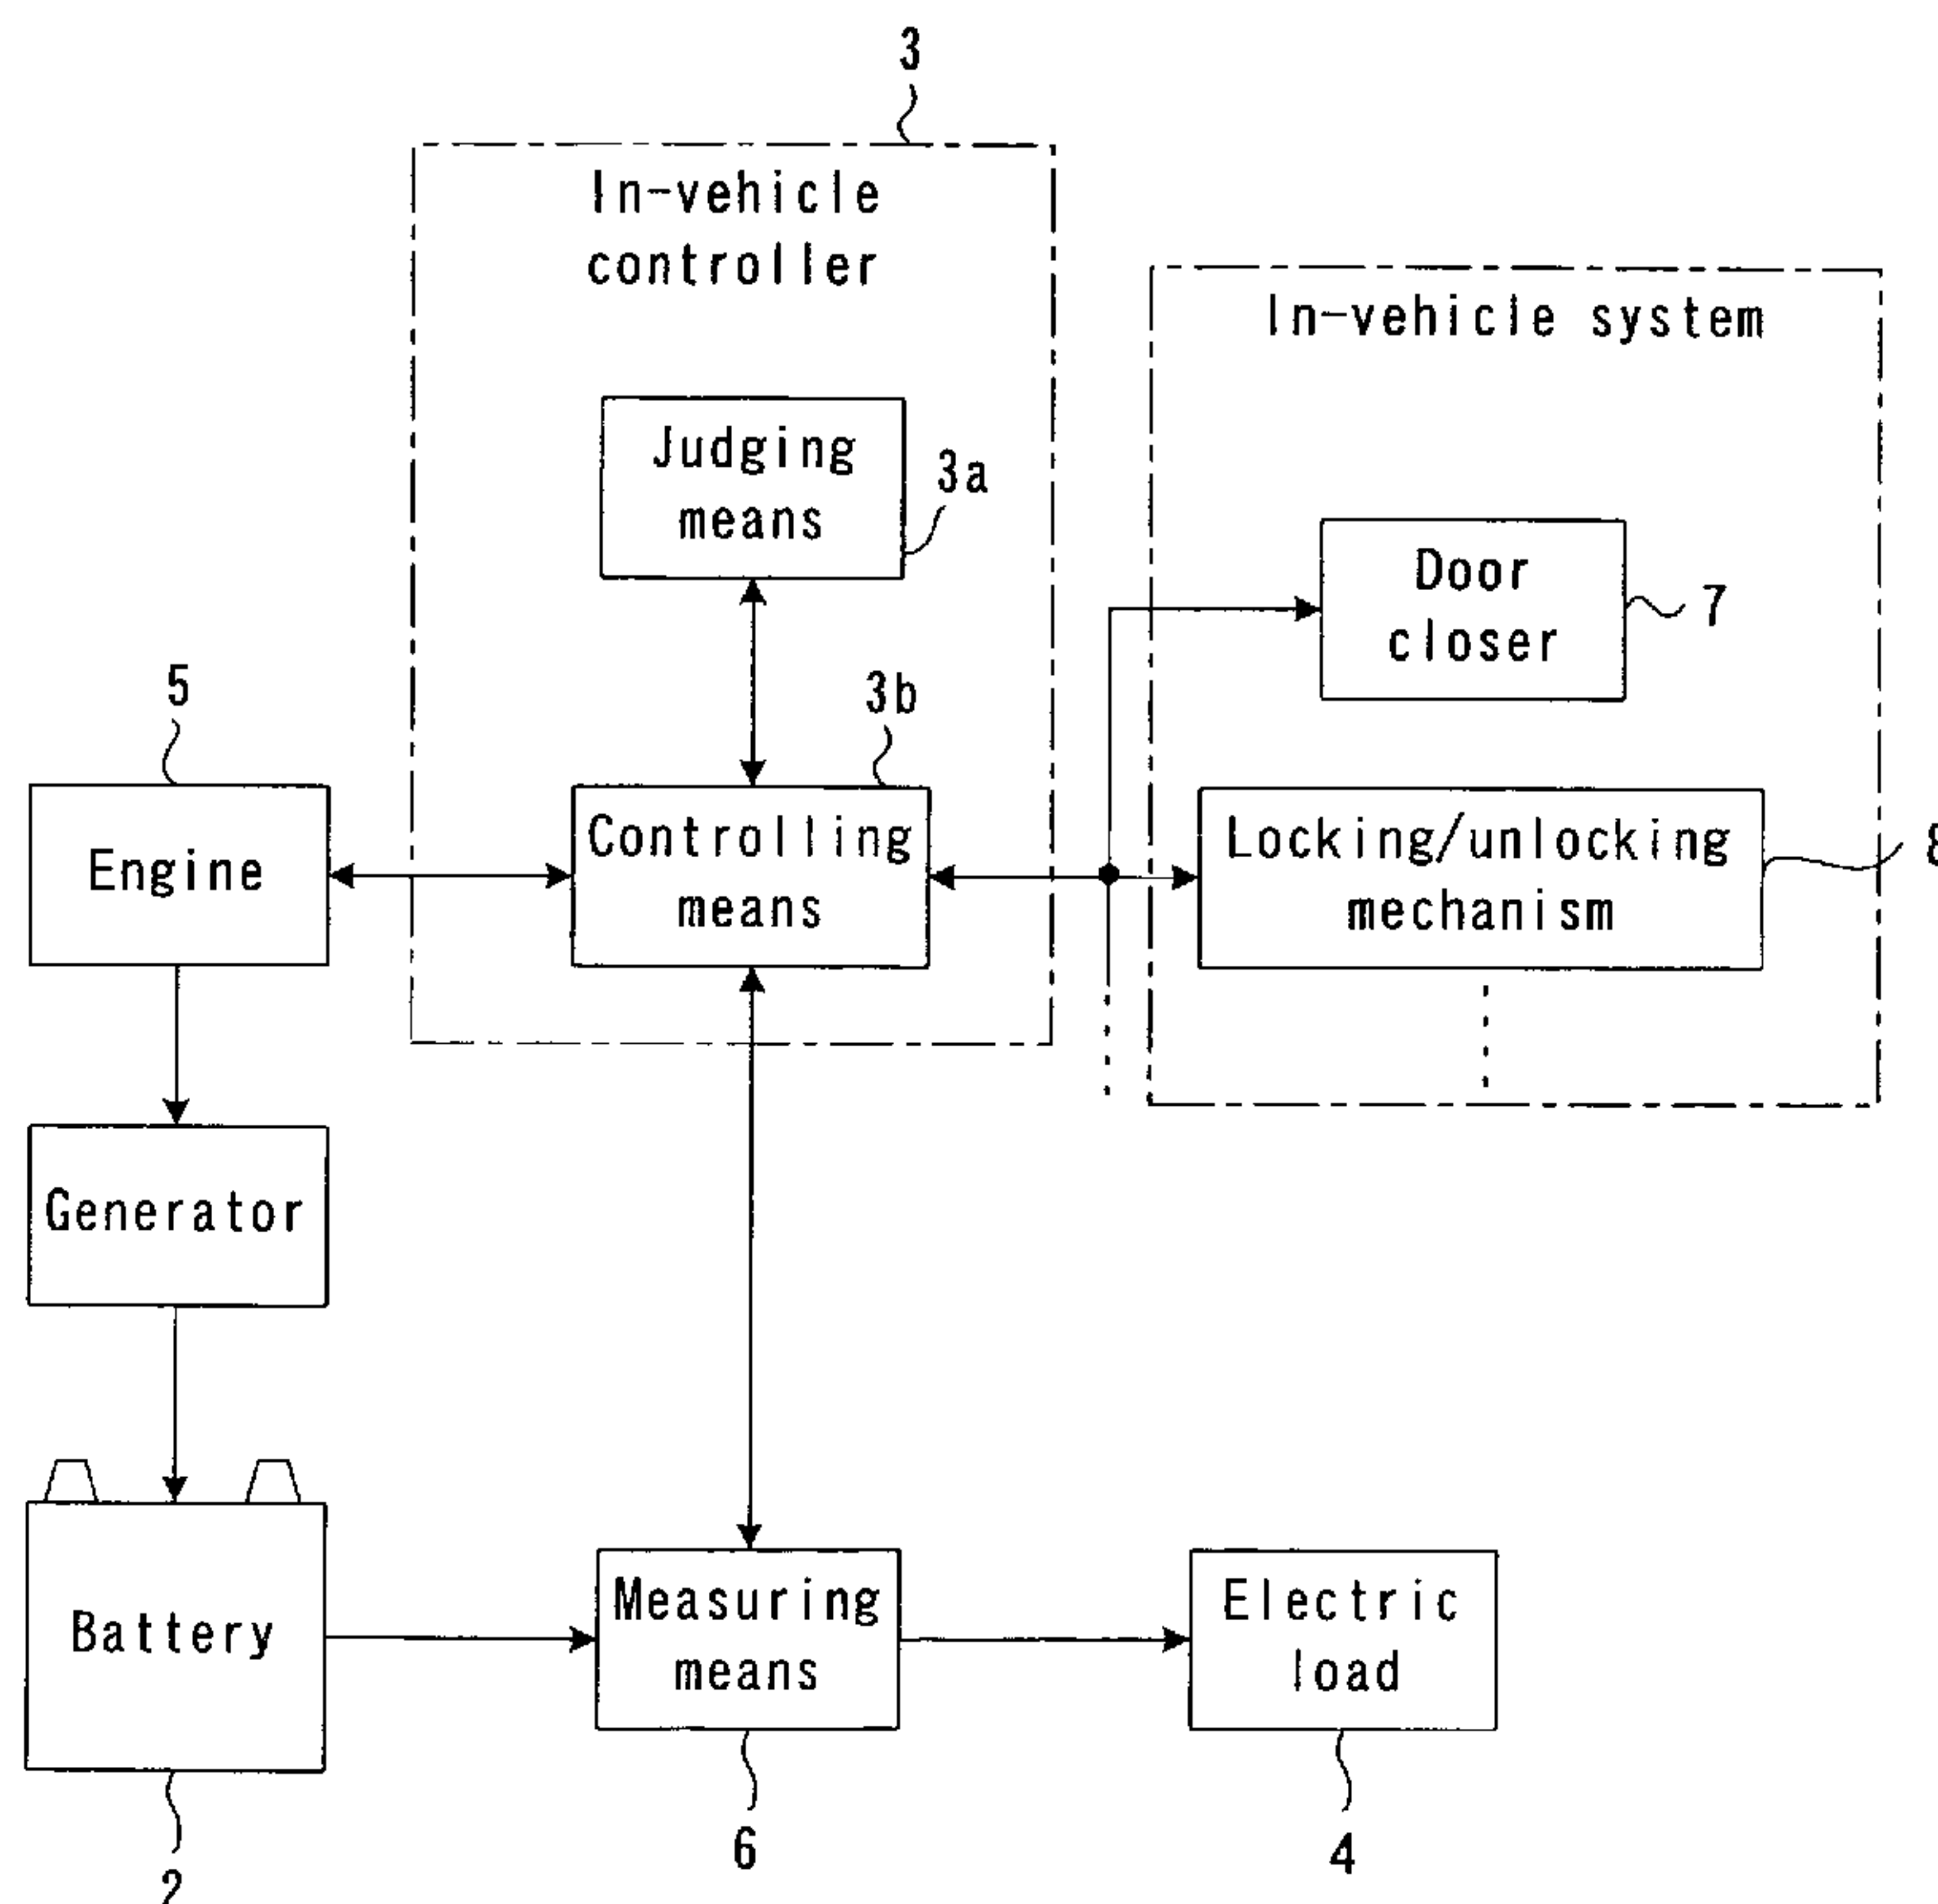 3
In-vehicle
controller
In-vehicle system
Judging
means
3a
Door
closer
7
5
3b
Engine
Controlling
means
Locking/unlocking
mechanism
8
Generator
Battery
Measuring
means
Electric
load
2
6
4